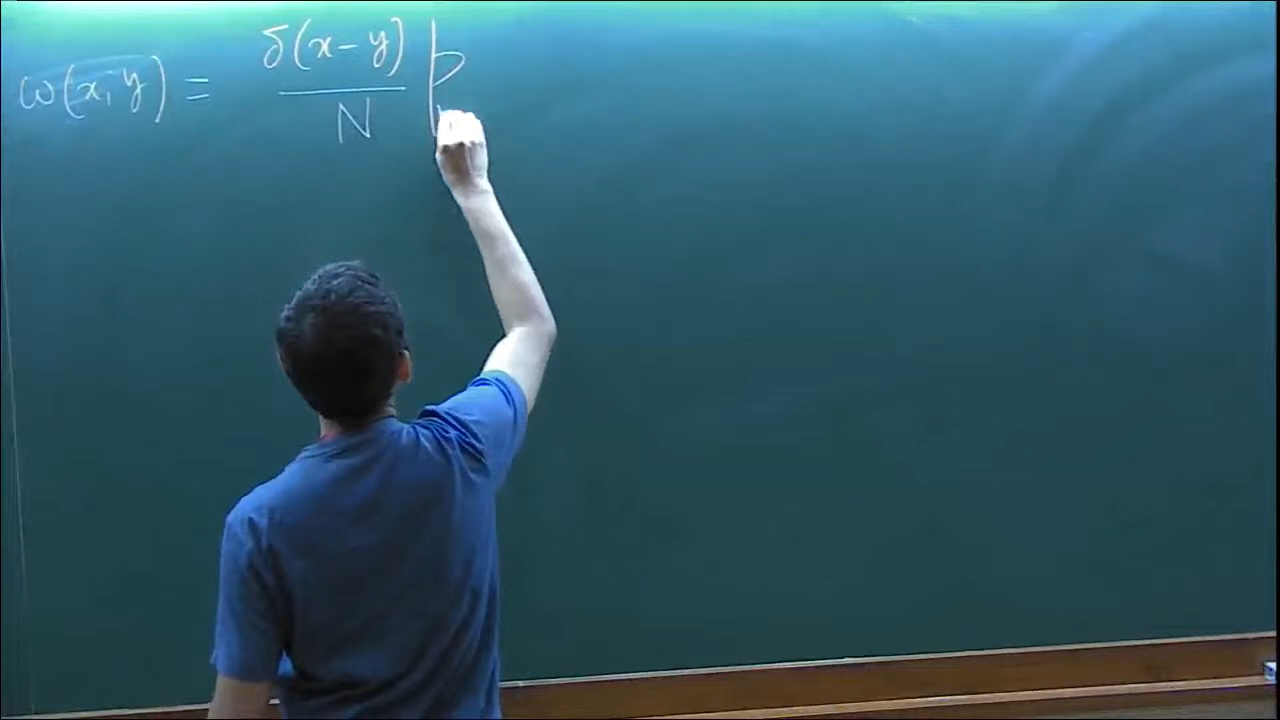 ω(x, y) = δ(x - y) / N